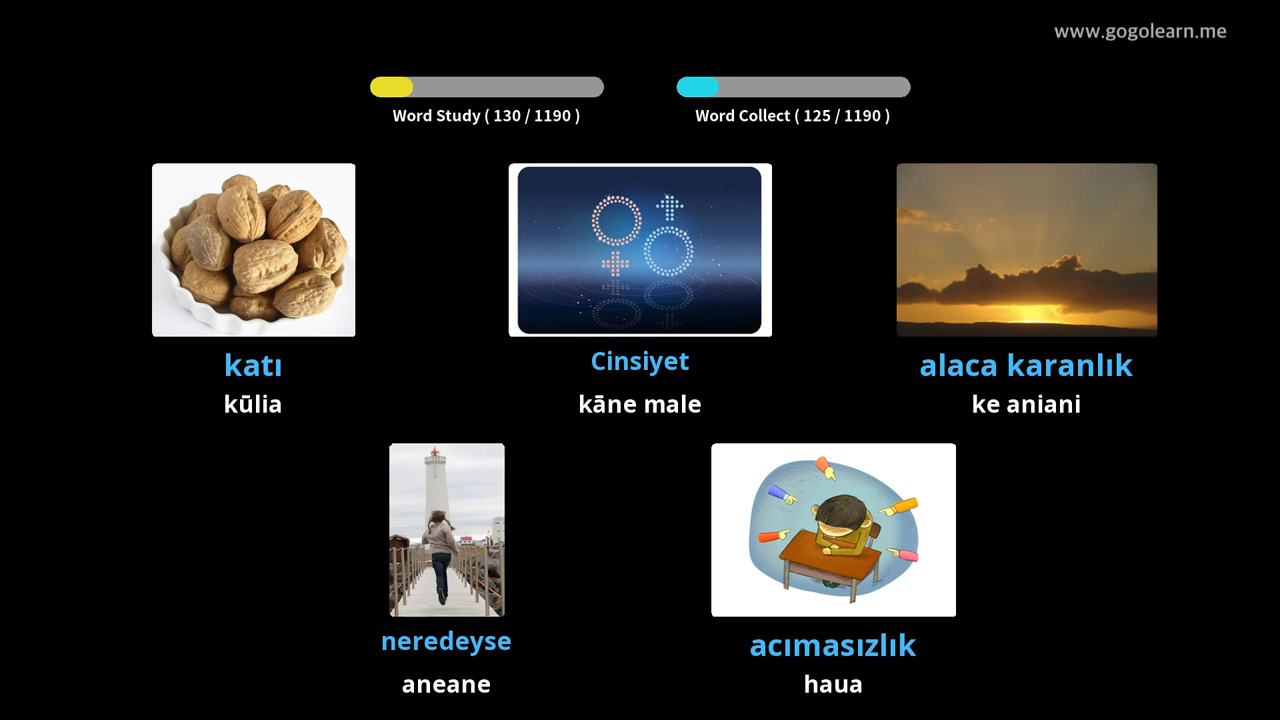 www.gogolearn.me
Word Study ( 130 / 1190 )
Word Collect ( 125 / 1190 )
katı
kūlia
Cinsiyet
kāne male
alaca karanlık
ke aniani
neredeyse
aneane
acımasızlık
haua